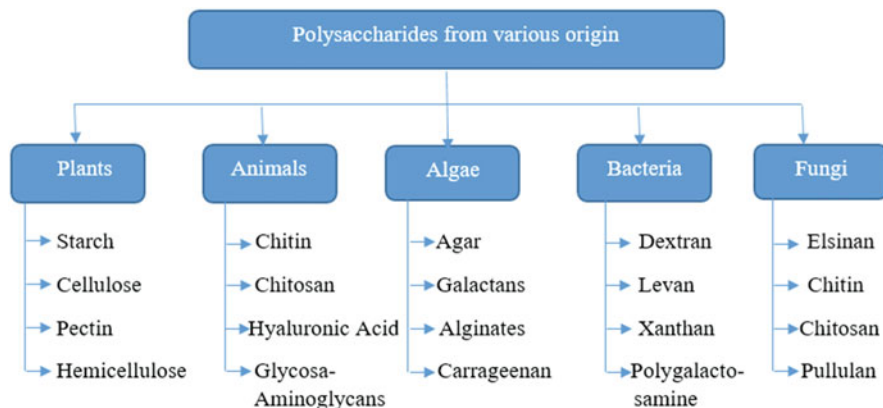 Polysaccharides from various origin
Plants
Animals
Algae
Bacteria
Fungi
Starch
Cellulose
Pectin
Hemicellulose
Chitin
Chitosan
Hyaluronic Acid
Glycosa-
Aminoglycans
Agar
Galactans
Alginates
Carrageenan
Dextran
Levan
Xanthan
Polygalacto-
samine
Elsinan
Chitin
Chitosan
Pullulan